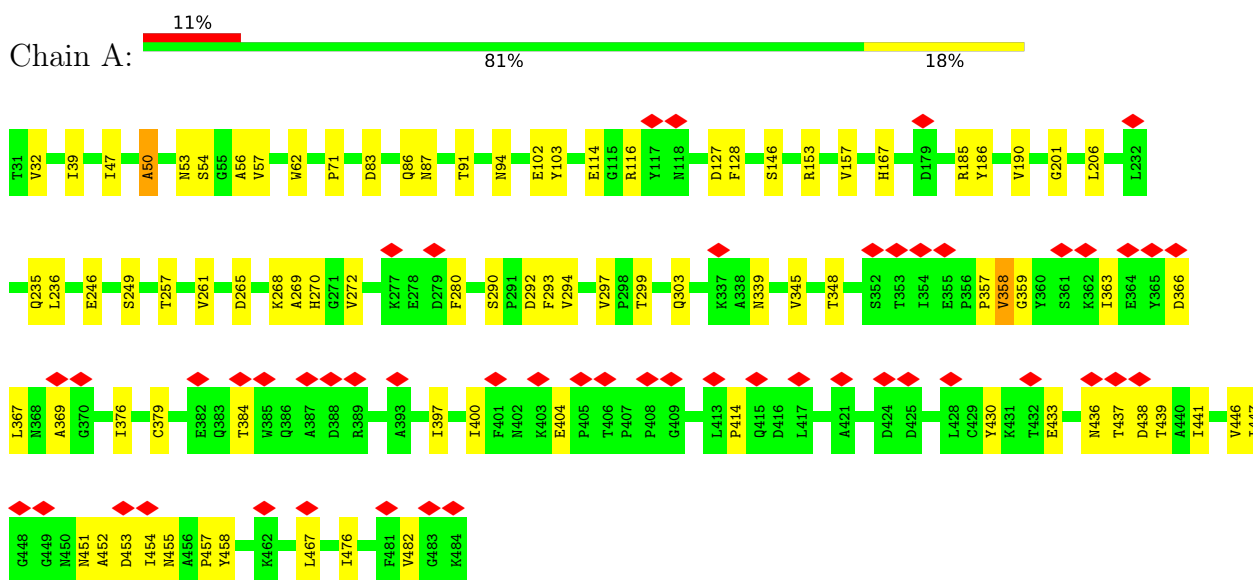 11%
Chain A:
81% 18%
T31 V32 I39 I47 A50 N53 S54 G55 A56 V57 W62 P71 D83 Q86 N87 T91 N94 E102 Y103 E114 G115 R116 Y117 N118 D127 F128 S146 R153 V157 H167 D179 R185 Y186 V190 G201 L206 L232
Q235 L236 E246 S249 T257 V261 D265 K268 A269 H270 G271 V272 K277 E278 D279 F280 S290 P291 D292 F293 V294 V297 P298 T299 Q303 K337 A338 N339 V345 T348 S352 T353 I354 E355 P356 P357 V358 G359 Y360 S361 K362 I363 E364 Y365 D366
L367 N368 A369 G370 I376 C379 E382 Q383 T384 W385 Q386 A387 D388 R389 A393 I397 I400 F401 N402 K403 E404 P405 T406 P407 P408 G409 L413 P414 Q415 D416 L417 A421 D424 D425 L428 C429 Y430 K431 T432 E433 N436 T437 D438 T439 A440 I441 V446 I447
G448 G449 N450 N451 A452 D453 I454 N455 A456 P457 Y458 K462 L467 I476 F481 V482 G483 K484